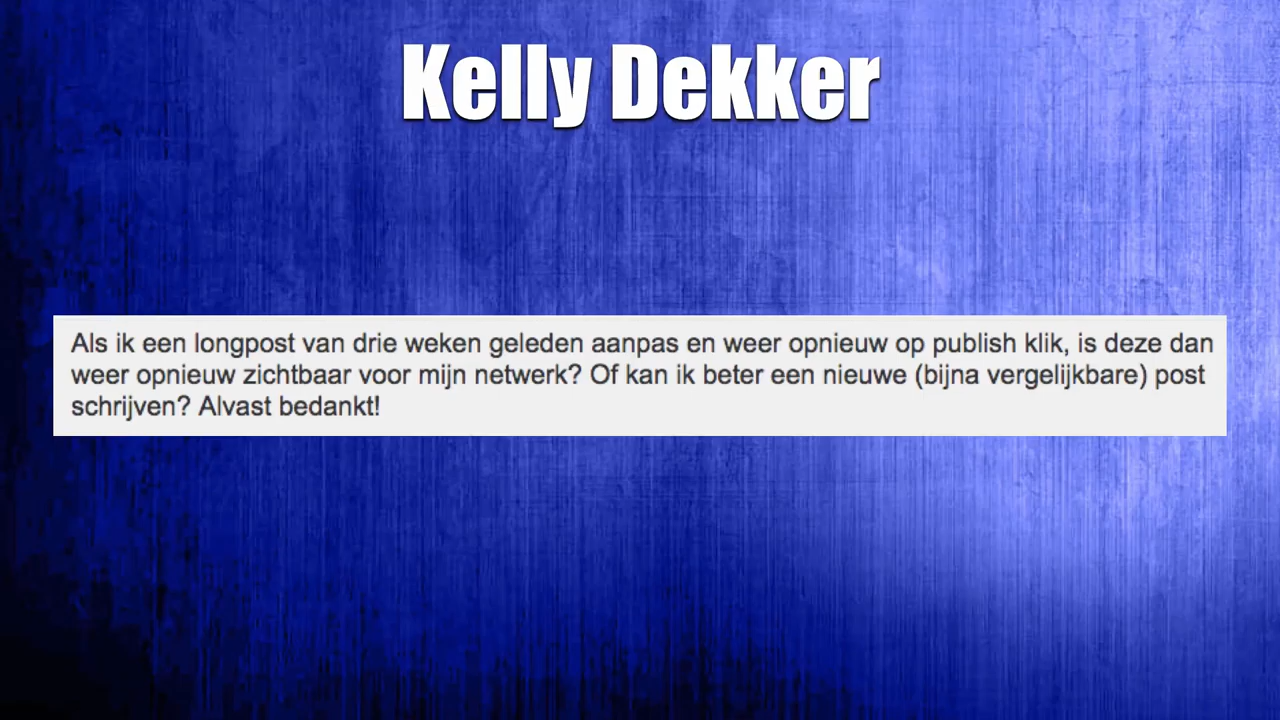 Kelly Dekker
Als ik een longpost van drie weken geleden aanpas en weer opnieuw op publish klik, is deze dan
weer opnieuw zichtbaar voor mijn netwerk? Of kan ik beter een nieuwe (bijna vergelijkbare) post
schrijven? Alvast bedankt!